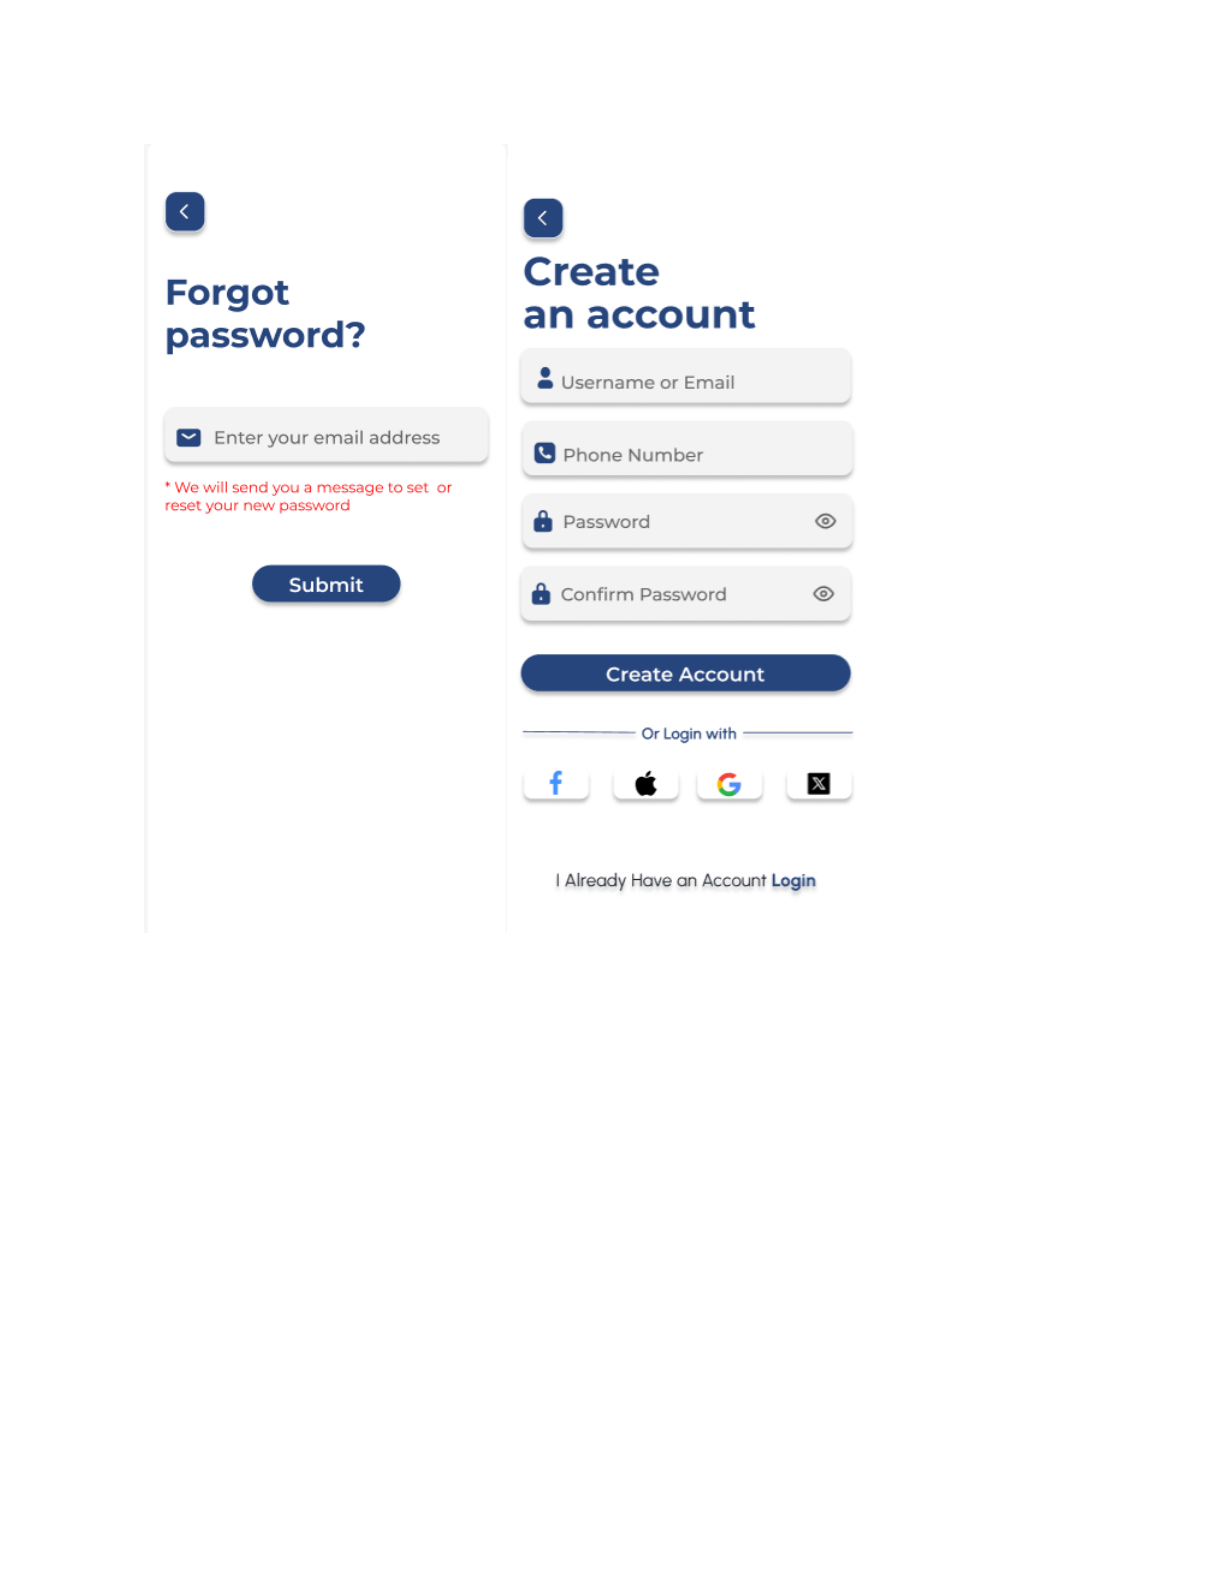 Forgot
password?
Enter your email address
* We will send you a message to set  or
reset your new password
Submit
Create
an account
Username or Email
Phone Number
Password
Confirm Password
Create Account
Or Login with
I Already Have an Account Login